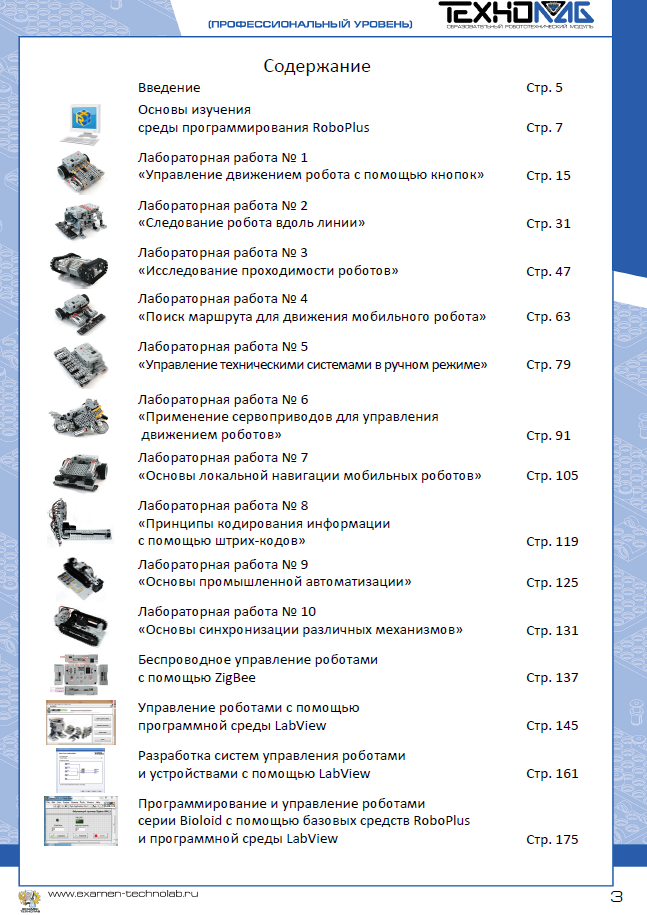 (ПРОФЕССИОНАЛЬНЫЙ УРОВЕНЬ)
ТЕХНОЛАБ
ОБРАЗОВАТЕЛЬНЫЙ РОБОТОТЕХНИЧЕСКИЙ МОДУЛЬ
Содержание
Введение Стр. 5
Основы изучения
среды программирования RoboPlus Стр. 7
Лабораторная работа № 1
«Управление движением робота с помощью кнопок» Стр. 15
Лабораторная работа № 2
«Следование робота вдоль линии» Стр. 31
Лабораторная работа № 3
«Исследование проходимости роботов» Стр. 47
Лабораторная работа № 4
«Поиск маршрута для движения мобильного робота» Стр. 63
Лабораторная работа № 5
«Управление техническими системами в ручном режиме» Стр. 79
Лабораторная работа № 6
«Применение сервоприводов для управления
движением роботов» Стр. 91
Лабораторная работа № 7
«Основы локальной навигации мобильных роботов» Стр. 105
Лабораторная работа № 8
«Принципы кодирования информации
с помощью штрих-кодов» Стр. 119
Лабораторная работа № 9
«Основы промышленной автоматизации» Стр. 125
Лабораторная работа № 10
«Основы синхронизации различных механизмов» Стр. 131
Беспроводное управление роботами
с помощью ZigBee Стр. 137
Управление роботами с помощью
программной среды LabView Стр. 145
Разработка систем управления роботами
и устройствами с помощью LabView Стр. 161
Программирование и управление роботами
серии Bioloid с помощью базовых средств RoboPlus
и программной среды LabView Стр. 175
www.examen-technolab.ru 3